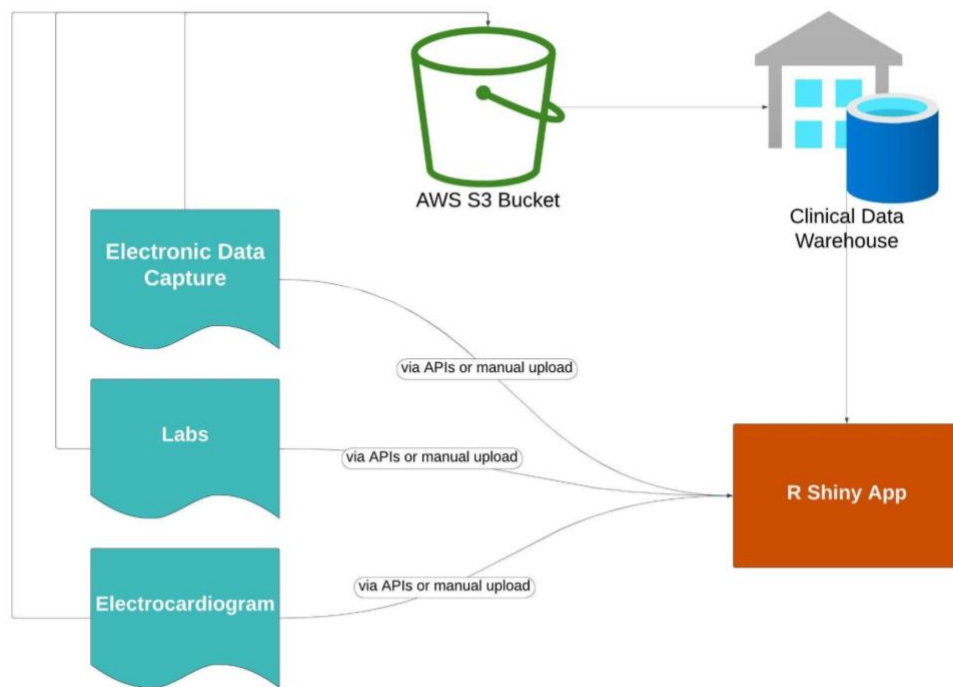 AWS S3 Bucket
Clinical Data
Warehouse
Electronic Data
Capture
via APIs or manual upload
Labs
via APIs or manual upload
R Shiny App
via APIs or manual upload
Electrocardiogram